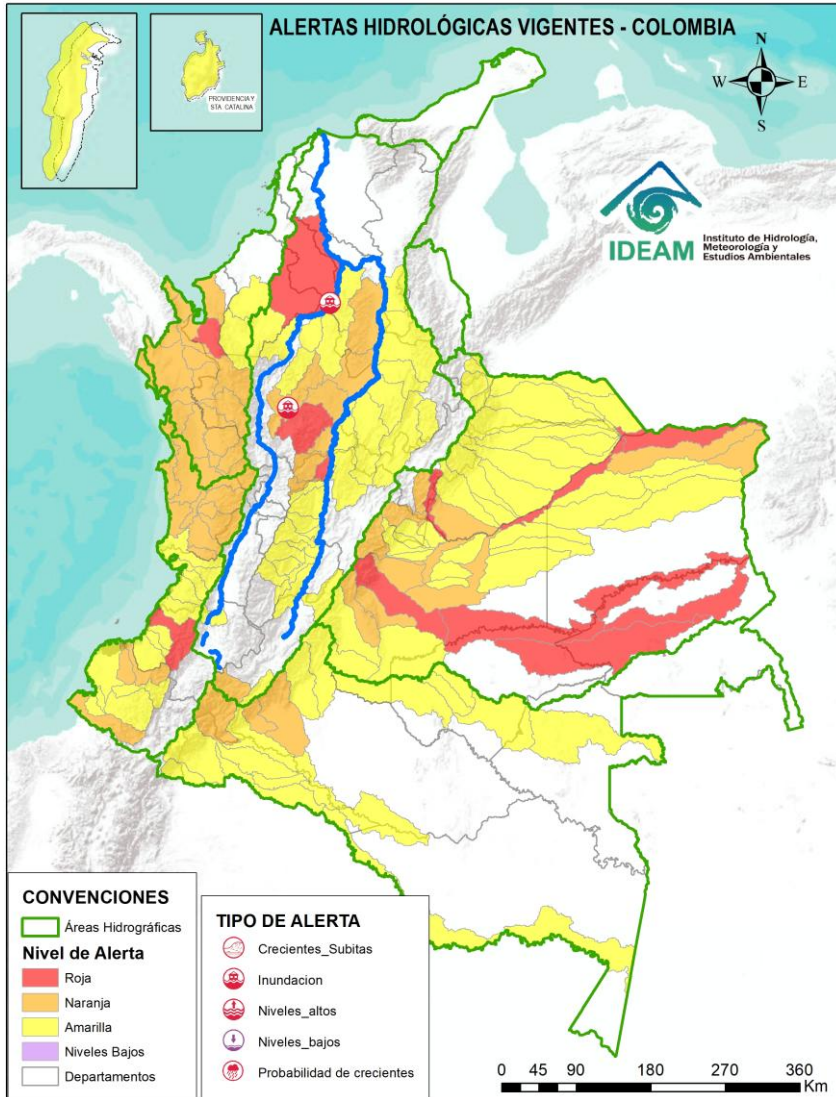 ALERTAS HIDROLÓGICAS VIGENTES - COLOMBIA
PROVIDENCIA Y
STA. CATALINA
N
W
E
S
IDEAM
Instituto de Hidrología,
Meteorología y
Estudios Ambientales
CONVENCIONES
Áreas Hidrográficas
Nivel de Alerta
Roja
Naranja
Amarilla
Niveles Bajos
Departamentos
TIPO DE ALERTA
Crecientes_Subitas
Inundacion
Niveles_altos
Niveles_bajos
Probabilidad de crecientes
0 45 90 180 270 360
Km